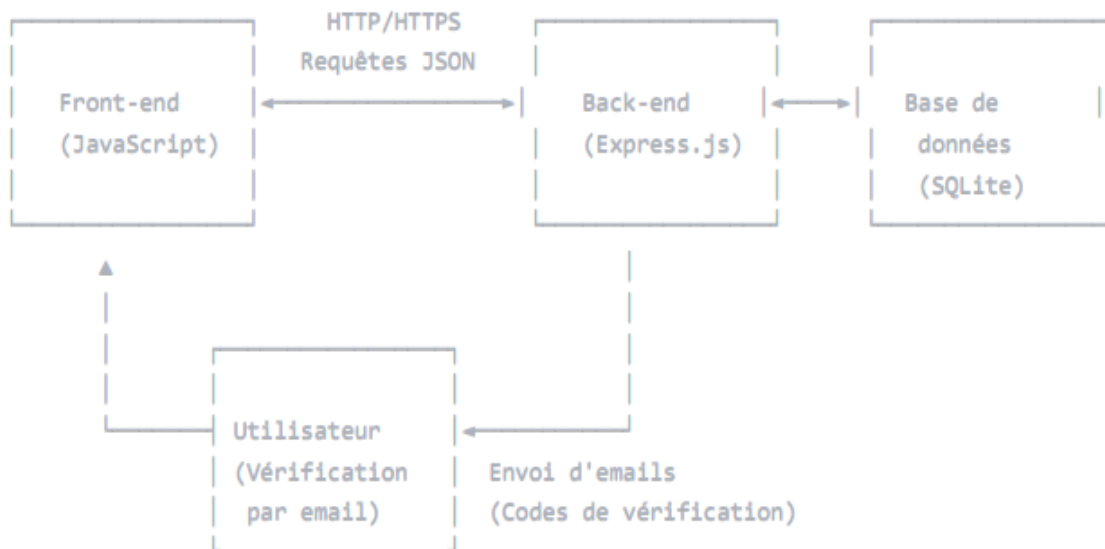 HTTP/HTTPS
Requêtes JSON
Front-end
(JavaScript)
Back-end
(Express.js)
Base de
données
(SQLite)
Utilisateur
(Vérification
par email)
Envoi d'emails
(Codes de vérification)